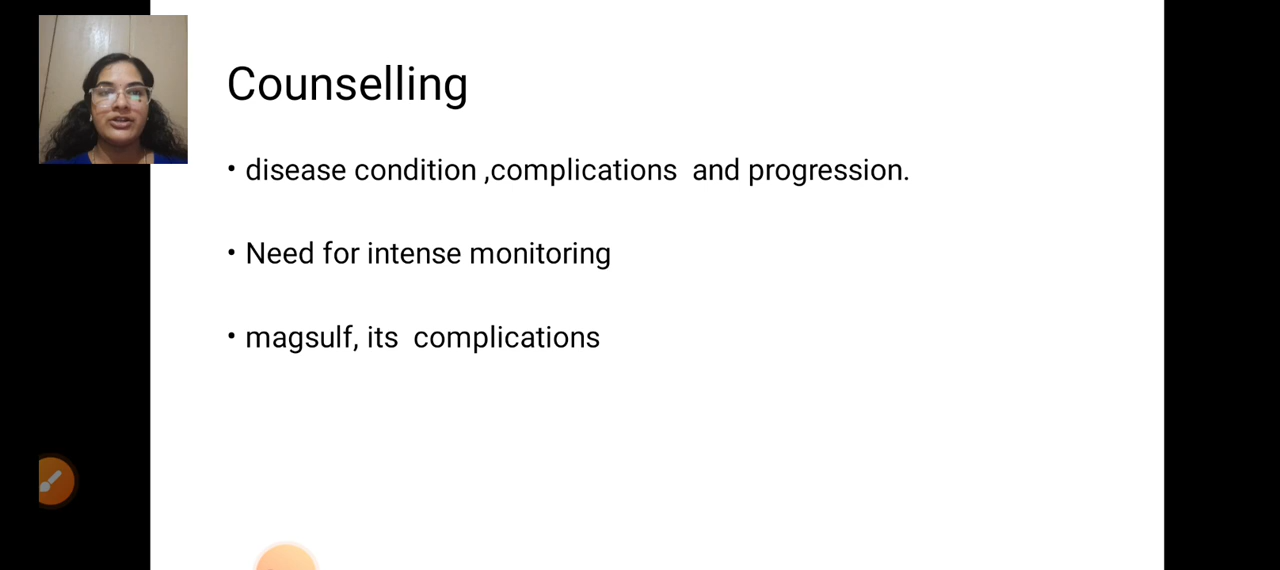 Counselling
• disease condition ,complications  and progression.
• Need for intense monitoring
• magsulf, its  complications